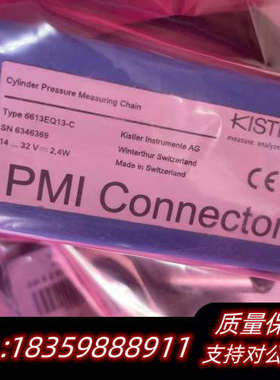 Cylinder Pressure Measuring Chain
KIST
measure. analyze
Type 6613EQ13-C
Kistler Instrumente AG
SN 6346369
Winterthur Switzerland
14 ... 32 V = 2,4W
Made in Switzerland
CE
PMI Connector
质量保
:18359888911
支持对公